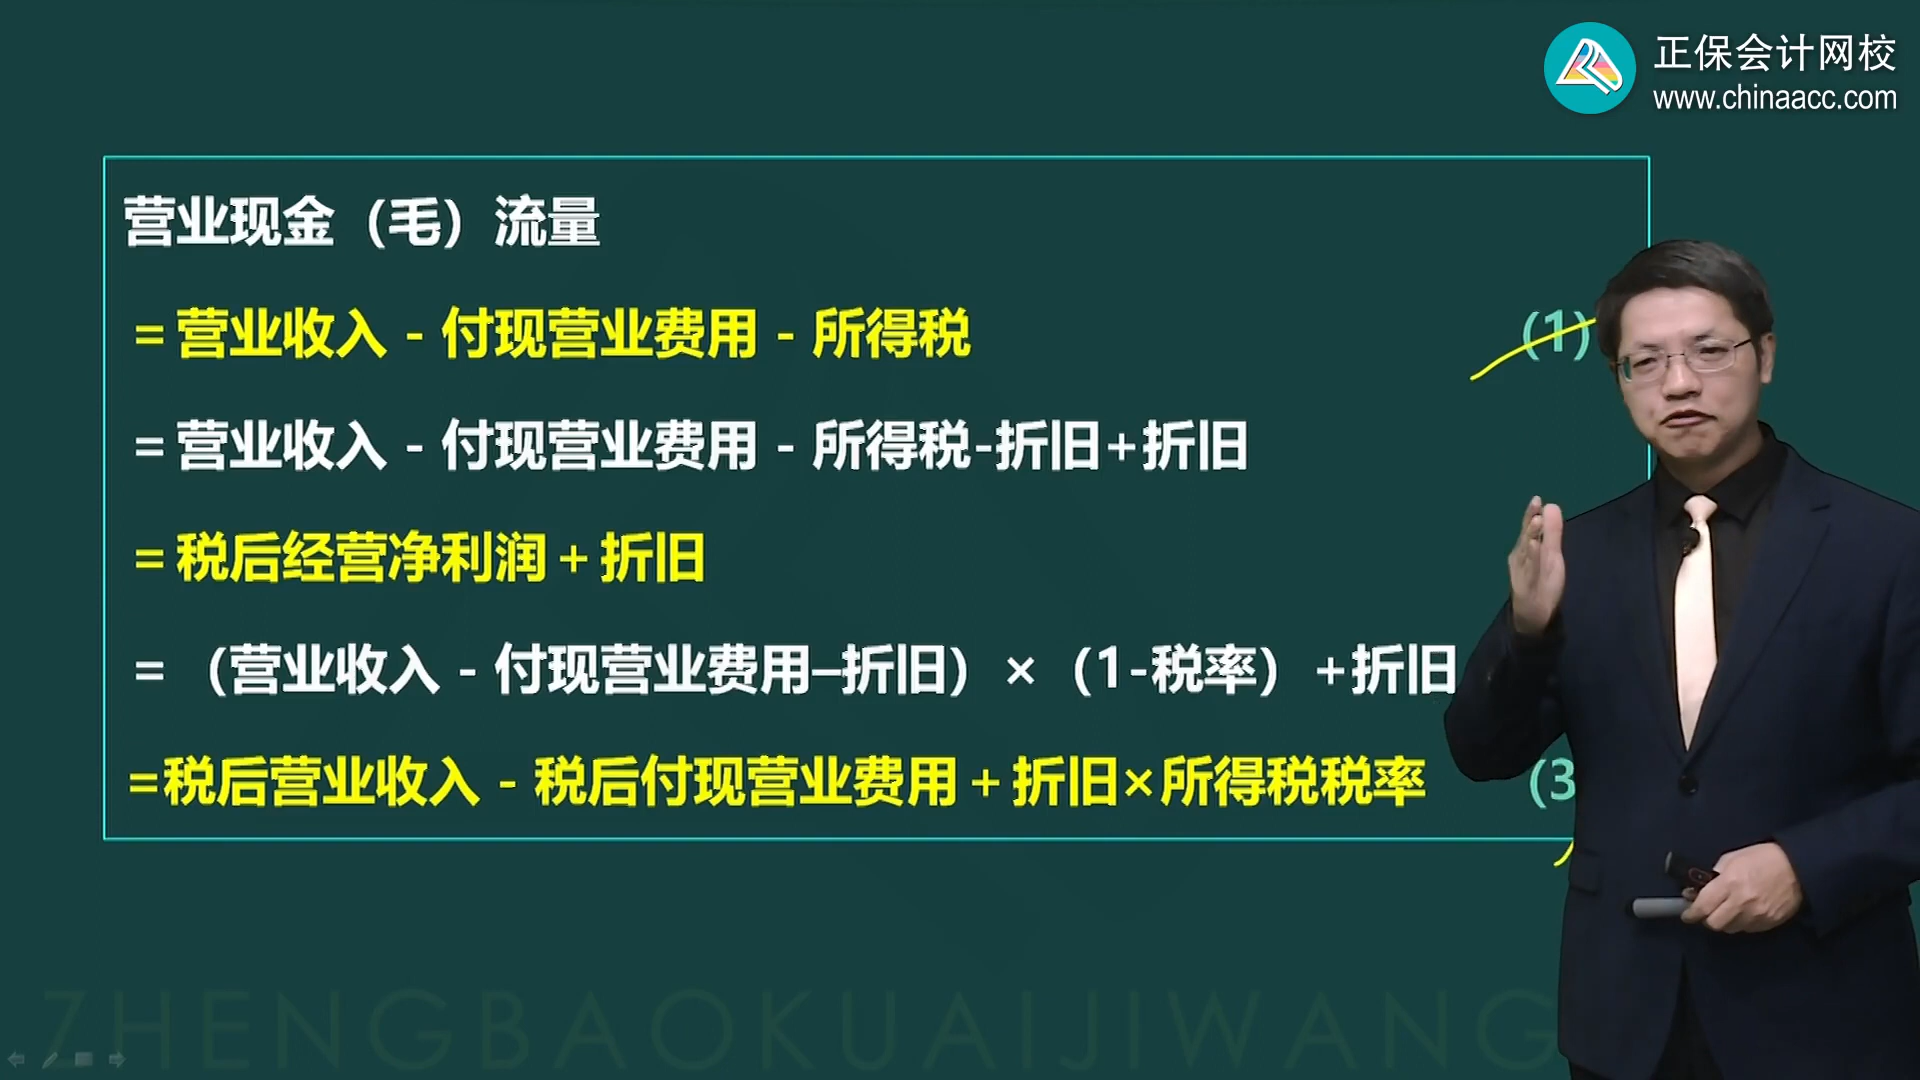 正保会计网校
www.chinaacc.com
营业现金（毛）流量
=营业收入 - 付现营业费用 - 所得税 (1)
=营业收入 - 付现营业费用 - 所得税-折旧+折旧
=税后经营净利润+折旧
=（营业收入 - 付现营业费用–折旧）×（1-税率）+折旧
=税后营业收入 - 税后付现营业费用+折旧×所得税税率 (3
ZHENGBAOKUAIJIWANG